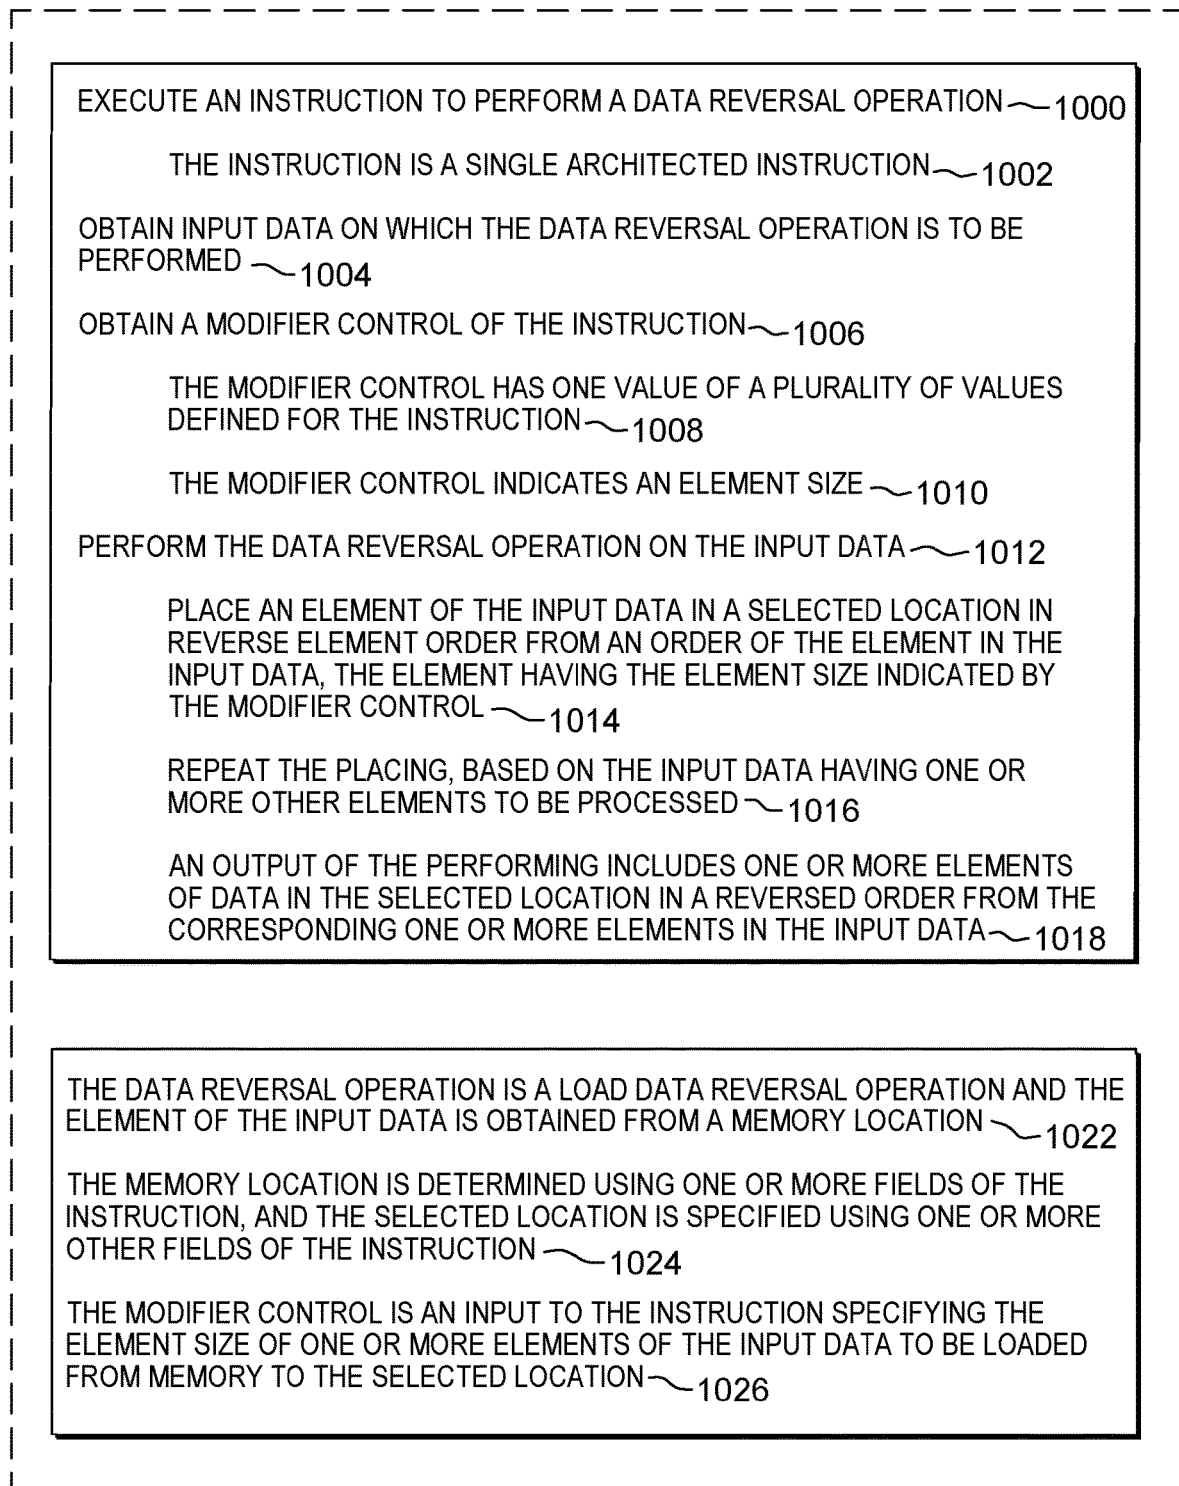 EXECUTE AN INSTRUCTION TO PERFORM A DATA REVERSAL OPERATION 1000
THE INSTRUCTION IS A SINGLE ARCHITECTED INSTRUCTION 1002
OBTAIN INPUT DATA ON WHICH THE DATA REVERSAL OPERATION IS TO BE
PERFORMED 1004
OBTAIN A MODIFIER CONTROL OF THE INSTRUCTION 1006
THE MODIFIER CONTROL HAS ONE VALUE OF A PLURALITY OF VALUES
DEFINED FOR THE INSTRUCTION 1008
THE MODIFIER CONTROL INDICATES AN ELEMENT SIZE 1010
PERFORM THE DATA REVERSAL OPERATION ON THE INPUT DATA 1012
PLACE AN ELEMENT OF THE INPUT DATA IN A SELECTED LOCATION IN
REVERSE ELEMENT ORDER FROM AN ORDER OF THE ELEMENT IN THE
INPUT DATA, THE ELEMENT HAVING THE ELEMENT SIZE INDICATED BY
THE MODIFIER CONTROL 1014
REPEAT THE PLACING, BASED ON THE INPUT DATA HAVING ONE OR
MORE OTHER ELEMENTS TO BE PROCESSED 1016
AN OUTPUT OF THE PERFORMING INCLUDES ONE OR MORE ELEMENTS
OF DATA IN THE SELECTED LOCATION IN A REVERSED ORDER FROM THE
CORRESPONDING ONE OR MORE ELEMENTS IN THE INPUT DATA 1018
THE DATA REVERSAL OPERATION IS A LOAD DATA REVERSAL OPERATION AND THE
ELEMENT OF THE INPUT DATA IS OBTAINED FROM A MEMORY LOCATION 1022
THE MEMORY LOCATION IS DETERMINED USING ONE OR MORE FIELDS OF THE
INSTRUCTION, AND THE SELECTED LOCATION IS SPECIFIED USING ONE OR MORE
OTHER FIELDS OF THE INSTRUCTION 1024
THE MODIFIER CONTROL IS AN INPUT TO THE INSTRUCTION SPECIFYING THE
ELEMENT SIZE OF ONE OR MORE ELEMENTS OF THE INPUT DATA TO BE LOADED
FROM MEMORY TO THE SELECTED LOCATION 1026